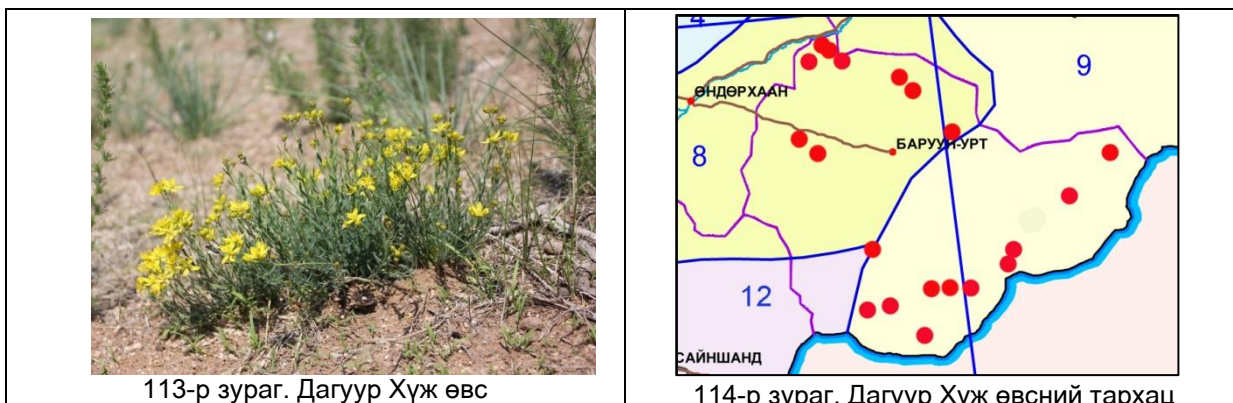 4
9
ӨНДӨРХААН
БАРУУН-УРТ
8
12
САЙНШАНД
113-р зураг. Дагуур Хүж өвс
114-р зураг. Дагуур Хүж өвсний тархац